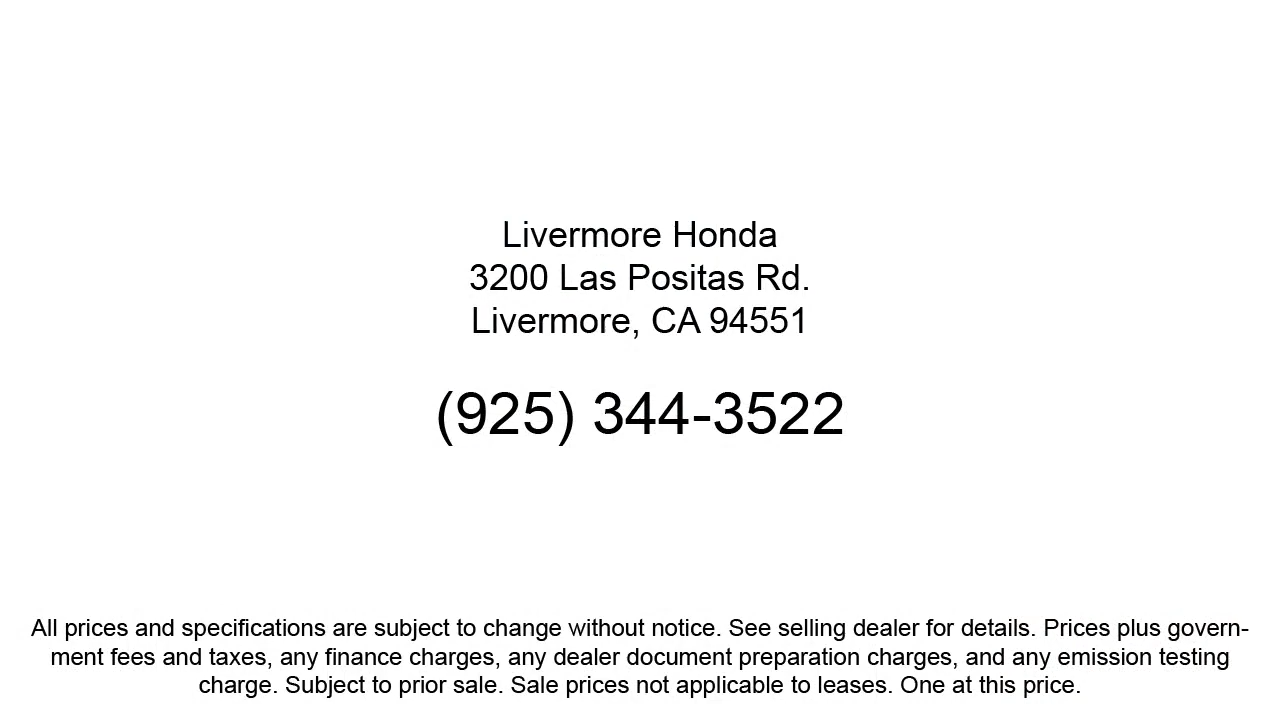 Livermore Honda
3200 Las Positas Rd.
Livermore, CA 94551
(925) 344-3522
All prices and specifications are subject to change without notice. See selling dealer for details. Prices plus govern-
ment fees and taxes, any finance charges, any dealer document preparation charges, and any emission testing
charge. Subject to prior sale. Sale prices not applicable to leases. One at this price.